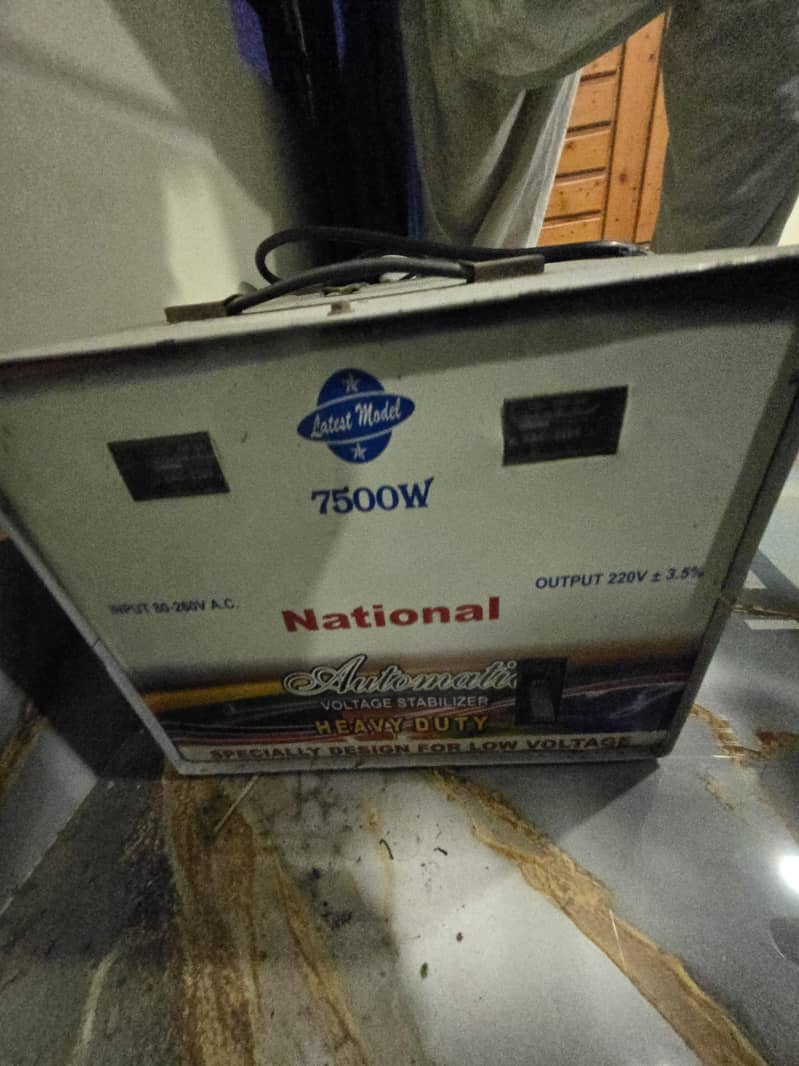 Latest Model
7500W
INPUT 80-260V A.C.
OUTPUT 220V ± 3.5%
National
Automatic
VOLTAGE STABILIZER
HEAVY DUTY
SPECIALLY DESIGN FOR LOW VOLTAGE